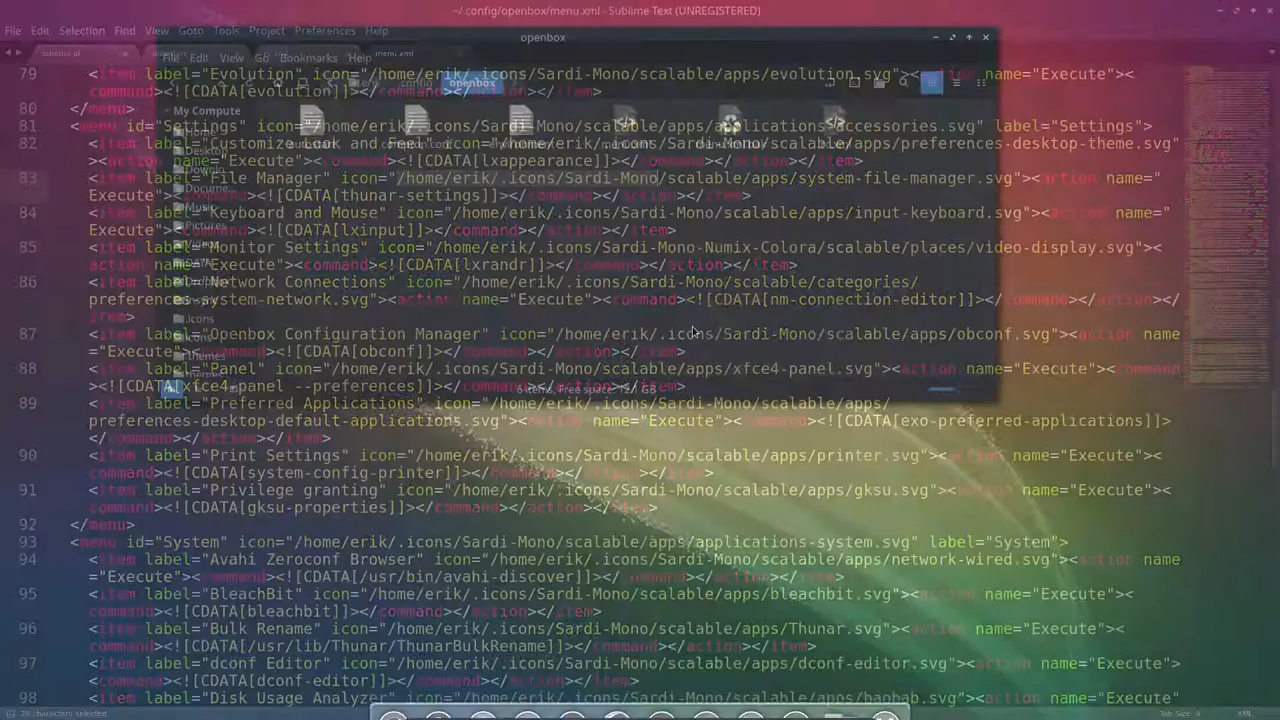 ~/.config/openbox/menu.xml - Sublime Text (UNREGISTERED)
File Edit Selection Find View Goto Tools Project Preferences Help
openbox
File Edit View Go Bookmarks Help
menu.xml
79 <item label="Evolution" icon="/home/erik/.icons/Sardi-Mono/scalable/apps/evolution.svg"><action name="Execute"><
command><![CDATA[evolution]]></command></action></item>
openbox
80 </menu>
My Compute
81 <menu id="Settings" icon="/home/erik/.icons/Sardi-Mono/scalable/apps/applications-accessories.svg" label="Settings">
82 <item label="Customize Look and Feel" icon="/home/erik/.icons/Sardi-Mono/scalable/apps/preferences-desktop-theme.svg"
><action name="Execute"><command><![CDATA[lxappearance]]></command></action></item>
83 <item label="File Manager" icon="/home/erik/.icons/Sardi-Mono/scalable/apps/system-file-manager.svg"><action name="
Execute"><command><![CDATA[thunar-settings]]></command></action></item>
84 <item label="Keyboard and Mouse" icon="/home/erik/.icons/Sardi-Mono/scalable/apps/input-keyboard.svg"><action name="
Execute"><command><![CDATA[lxinput]]></command></action></item>
85 <item label="Monitor Settings" icon="/home/erik/.icons/Sardi-Mono-Numix-Colora/scalable/places/video-display.svg"><
action name="Execute"><command><![CDATA[lxrandr]]></command></action></item>
86 <item label="Network Connections" icon="/home/erik/.icons/Sardi-Mono/scalable/categories/
preferences-system-network.svg"><action name="Execute"><command><![CDATA[nm-connection-editor]]></command></action></
item>
87 <item label="Openbox Configuration Manager" icon="/home/erik/.icons/Sardi-Mono/scalable/apps/obconf.svg"><action name
="Execute"><command><![CDATA[obconf]]></command></action></item>
88 <item label="Panel" icon="/home/erik/.icons/Sardi-Mono/scalable/apps/xfce4-panel.svg"><action name="Execute"><command
><![CDATA[xfce4-panel --preferences]]></command></action></item>
6 items, Free space:
89 <item label="Preferred Applications" icon="/home/erik/.icons/Sardi-Mono/scalable/apps/
preferences-desktop-default-applications.svg"><action name="Execute"><command><![CDATA[exo-preferred-applications]]>
</command></action></item>
90 <item label="Print Settings" icon="/home/erik/.icons/Sardi-Mono/scalable/apps/printer.svg"><action name="Execute"><
command><![CDATA[system-config-printer]]></command></action></item>
91 <item label="Privilege granting" icon="/home/erik/.icons/Sardi-Mono/scalable/apps/gksu.svg"><action name="Execute"><
command><![CDATA[gksu-properties]]></command></action></item>
92 </menu>
93 <menu id="System" icon="/home/erik/.icons/Sardi-Mono/scalable/apps/applications-system.svg" label="System">
94 <item label="Avahi Zeroconf Browser" icon="/home/erik/.icons/Sardi-Mono/scalable/apps/network-wired.svg"><action name
="Execute"><command><![CDATA[/usr/bin/avahi-discover]]></command></action></item>
95 <item label="BleachBit" icon="/home/erik/.icons/Sardi-Mono/scalable/apps/bleachbit.svg"><action name="Execute"><
command><![CDATA[bleachbit]]></command></action></item>
96 <item label="Bulk Rename" icon="/home/erik/.icons/Sardi-Mono/scalable/apps/Thunar.svg"><action name="Execute"><
command><![CDATA[/usr/lib/Thunar/ThunarBulkRename]]></command></action></item>
97 <item label="dconf Editor" icon="/home/erik/.icons/Sardi-Mono/scalable/apps/dconf-editor.svg"><action name="Execute"><
command><![CDATA[dconf-editor]]></command></action></item>
98 <item label="Disk Usage Analyzer" icon="/home/erik/.icons/Sardi-Mono/scalable/apps/baobab.svg"><action name="Execute"
28 characters selected
Tab Size: 4 XML